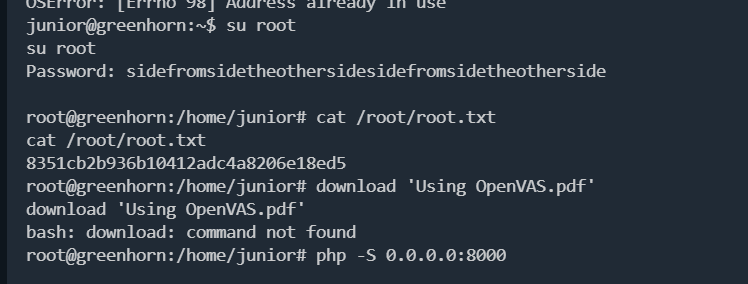 OSError: [Errno 98] Address already in use
junior@greenhorn:~$ su root
su root
Password: sidefromsidetheothersidesidefromsidetheotherside
root@greenhorn:/home/junior# cat /root/root.txt
cat /root/root.txt
8351cb2b936b10412adc4a8206e18ed5
root@greenhorn:/home/junior# download 'Using OpenVAS.pdf'
download 'Using OpenVAS.pdf'
bash: download: command not found
root@greenhorn:/home/junior# php -S 0.0.0.0:8000